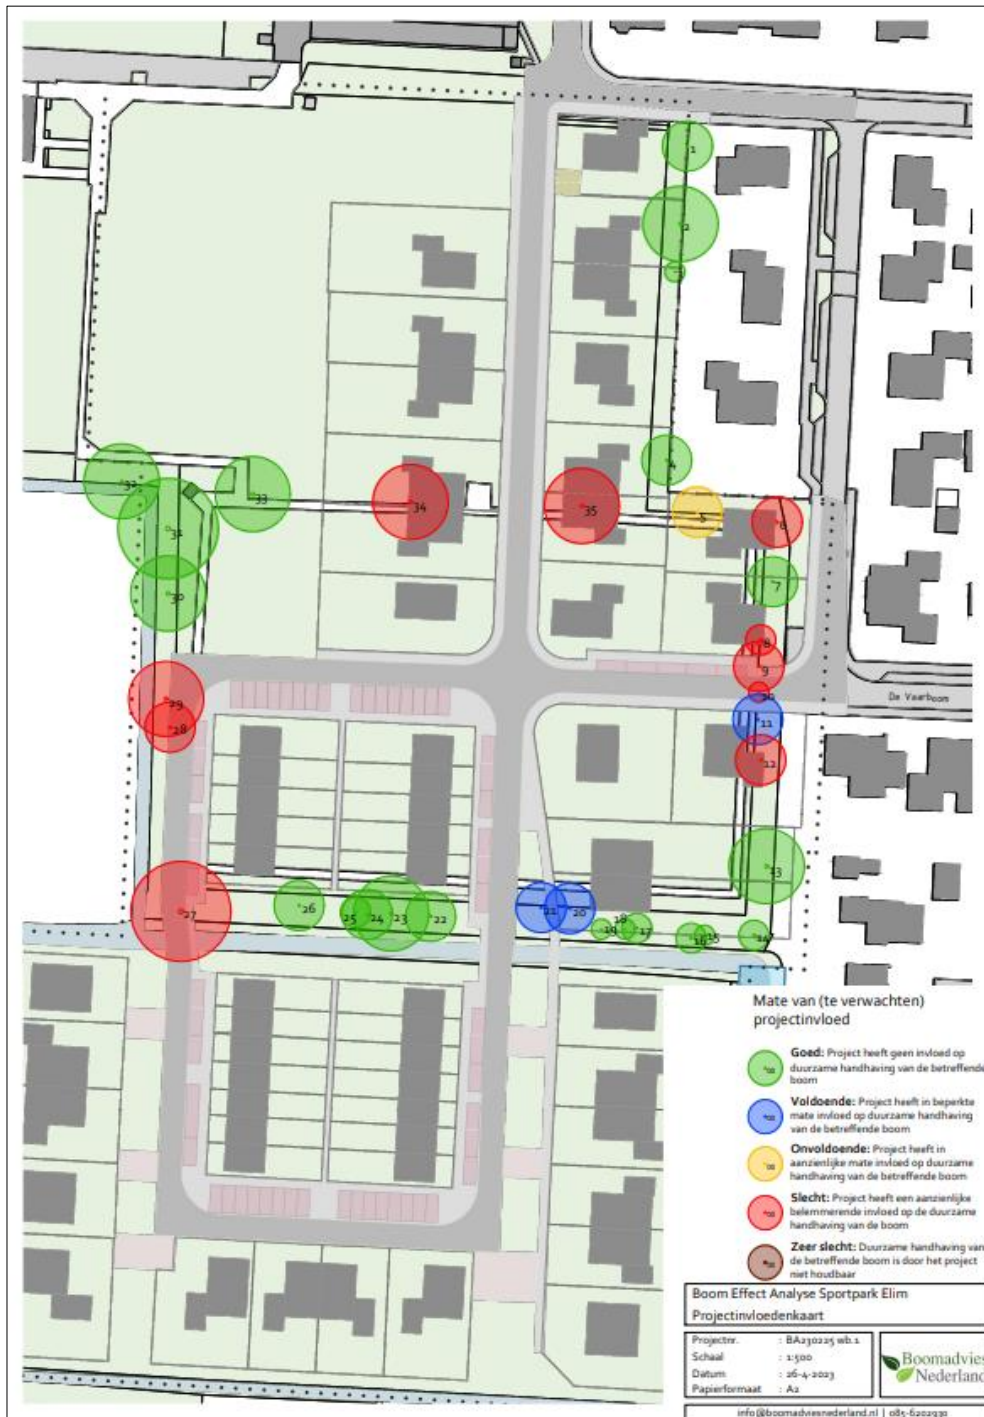 1
2
3
4
5
6
7
8
9
10
11
12
13
14
15
16
17
18
19
20
21
22
23
24
25
26
27
28
29
30
31
32
33
34
35
De Vaarboom
Mate van (te verwachten)
projectinvloed
Goed: Project heeft geen invloed op
duurzame handhaving van de betreffende
boom
Voldoende: Project heeft in beperkte
mate invloed op duurzame handhaving
van de betreffende boom
Onvoldoende: Project heeft in
aanzienlijke mate invloed op duurzame
handhaving van de betreffende boom
Slecht: Project heeft een aanzienlijke
belemmerende invloed op de duurzame
handhaving van de boom
Zeer slecht: Duurzame handhaving van
de betreffende boom is door het project
niet houdbaar
Boom Effect Analyse Sportpark Elim
Projectinvloedenkaart
Projectnr. : BA230225 wb.1
Schaal : 1:500
Datum : 26-4-2023
Papierformaat : A2
Boomadvies
Nederland
info@boomadviesnederland.nl | 085-6202930